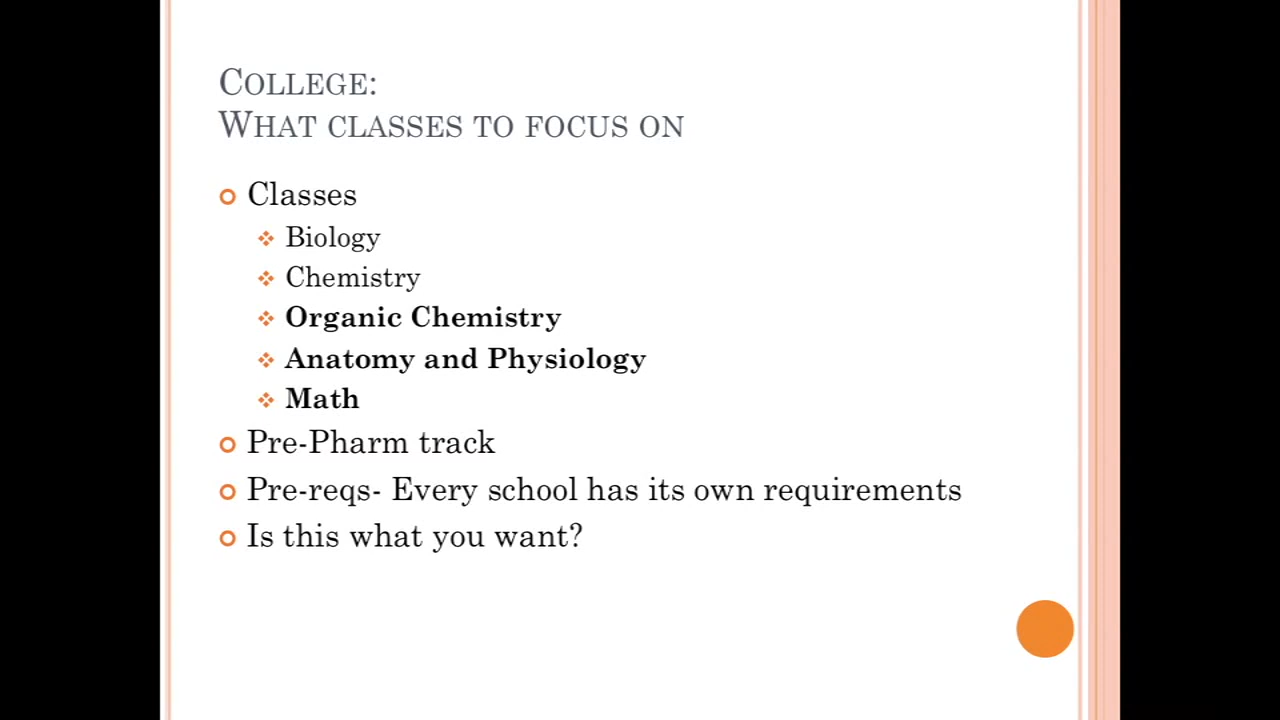 College:
What classes to focus on
Classes
Biology
Chemistry
Organic Chemistry
Anatomy and Physiology
Math
Pre-Pharm track
Pre-reqs- Every school has its own requirements
Is this what you want?